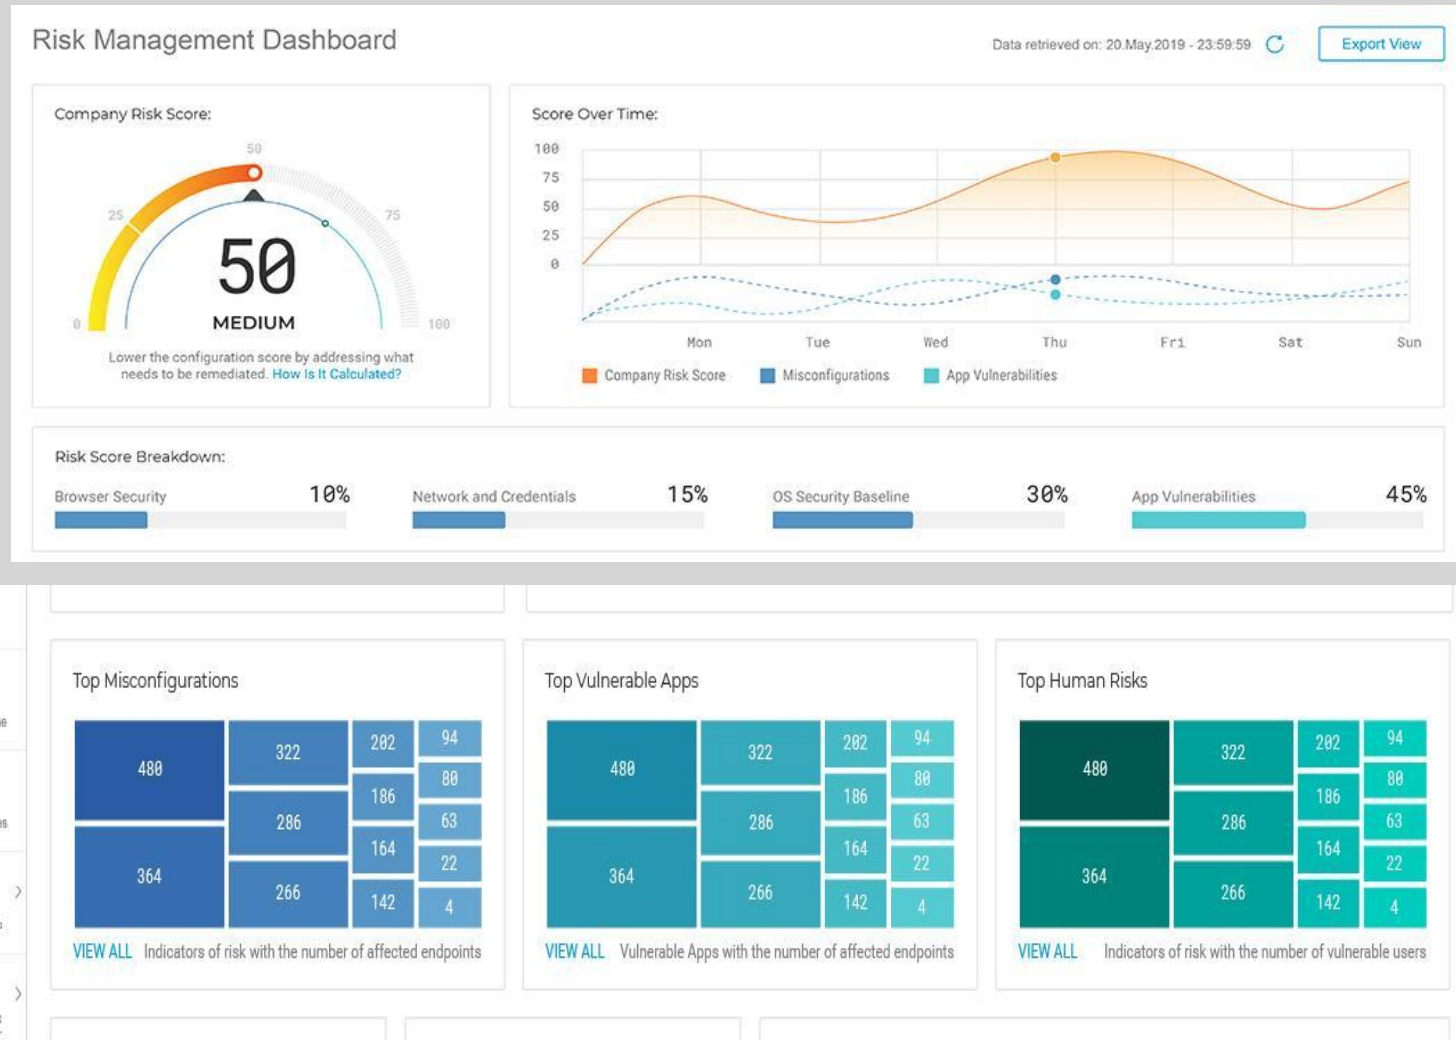 Risk Management Dashboard
Data retrieved on: 20.May.2019 - 23:59:59
Export View
Company Risk Score:
50
25
75
0
100
50
MEDIUM
Lower the configuration score by addressing what
needs to be remediated. How Is It Calculated?
Score Over Time:
100
75
50
25
0
Mon Tue Wed Thu Fri Sat Sun
Company Risk Score Misconfigurations App Vulnerabilities
Risk Score Breakdown:
Browser Security 10%
Network and Credentials 15%
OS Security Baseline 30%
App Vulnerabilities 45%
Top Misconfigurations
480
364
322
286
266
202
186
164
142
94
80
63
22
4
VIEW ALL Indicators of risk with the number of affected endpoints
Top Vulnerable Apps
480
364
322
286
266
202
186
164
142
94
80
63
22
4
VIEW ALL Vulnerable Apps with the number of affected endpoints
Top Human Risks
480
364
322
286
266
202
186
164
142
94
80
63
22
4
VIEW ALL Indicators of risk with the number of vulnerable users